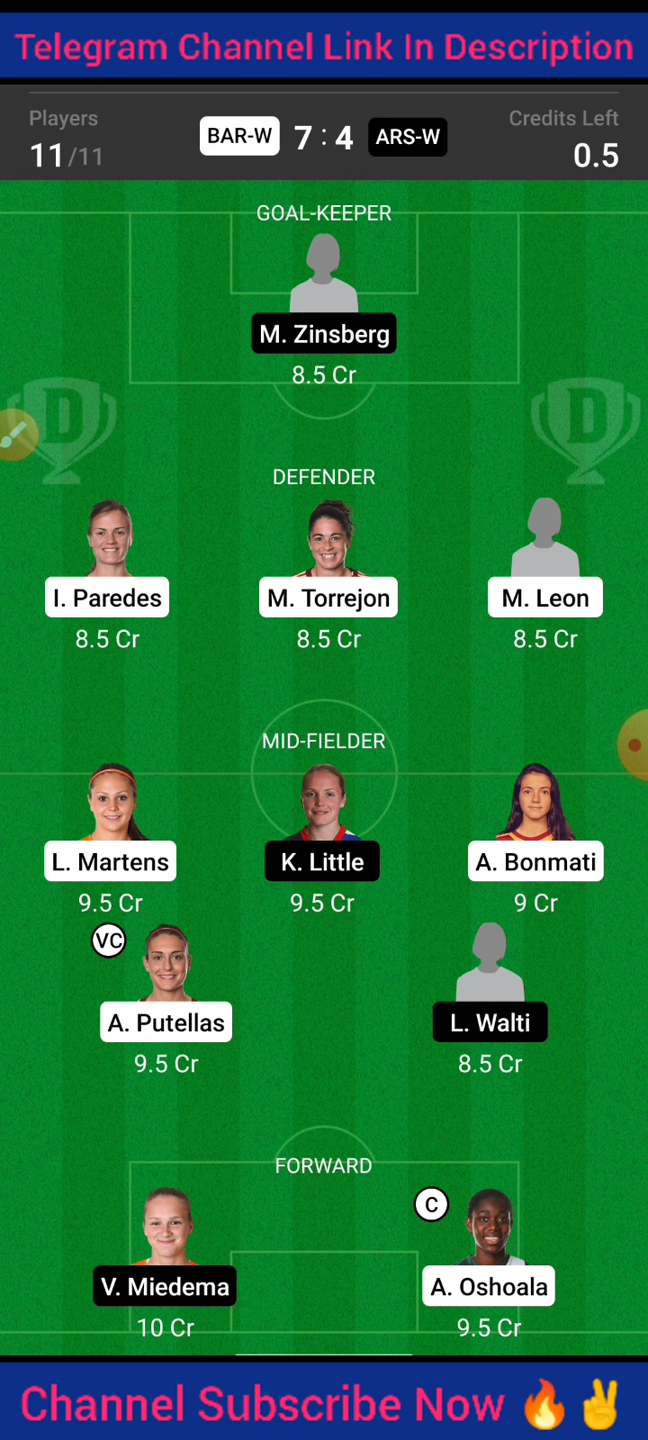 Telegram Channel Link In Description
Players
Credits Left
11/11
BAR-W 7 : 4 ARS-W
0.5
GOAL-KEEPER
M. Zinsberg
8.5 Cr
D D
DEFENDER
I. Paredes M. Torrejon M. Leon
8.5 Cr 8.5 Cr 8.5 Cr
MID-FIELDER
L. Martens K. Little A. Bonmati
9.5 Cr 9.5 Cr 9 Cr
VC
A. Putellas L. Walti
9.5 Cr 8.5 Cr
FORWARD
C
V. Miedema A. Oshoala
10 Cr 9.5 Cr
Channel Subscribe Now 🔥✌